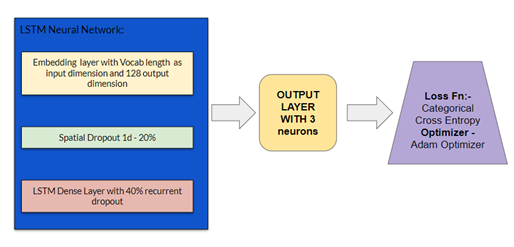 LSTM Neural Network:
Embedding layer with Vocab length as
input dimension and 128 output
dimension
Spatial Dropout 1d - 20%
LSTM Dense Layer with 40% recurrent
dropout
OUTPUT
LAYER
WITH 3
neurons
Loss Fn:-
Categorical
Cross Entropy
Optimizer -
Adam Optimizer